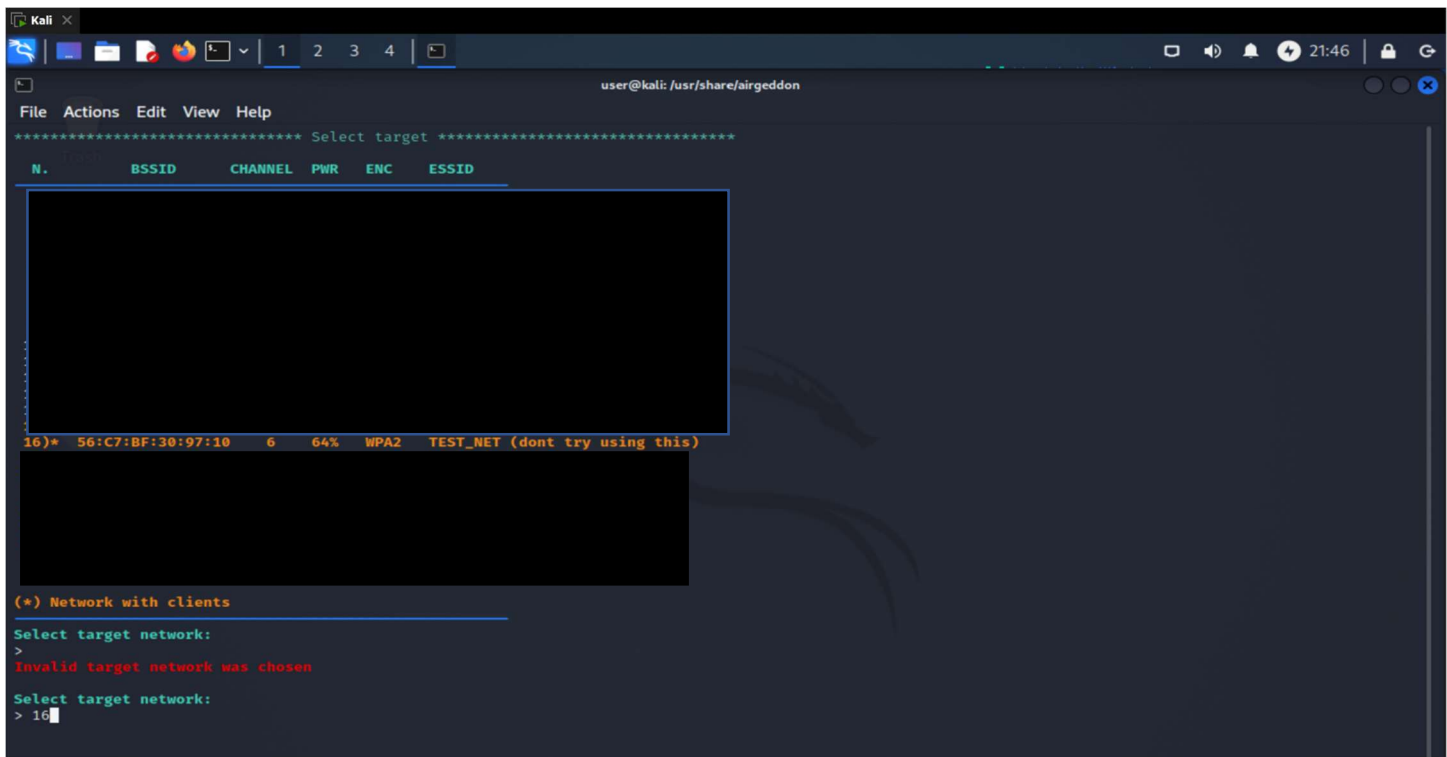 Kali
1 2 3 4
21:46
user@kali: /usr/share/airgeddon
File Actions Edit View Help
******************************** Select target *********************************
N. BSSID CHANNEL PWR ENC ESSID
16)* 56:C7:BF:30:97:10 6 64% WPA2 TEST_NET (dont try using this)
(*) Network with clients
Select target network:
>
Invalid target network was chosen
Select target network:
> 16